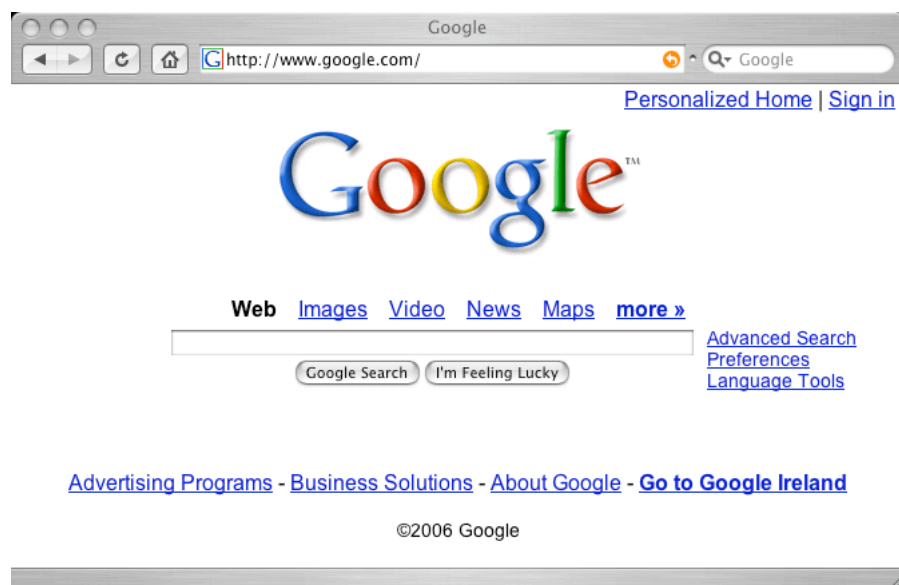 Google
http://www.google.com/ Google
Personalized Home | Sign in
Google™
Web Images Video News Maps more »
Advanced Search
Preferences
Language Tools
Google Search I'm Feeling Lucky
Advertising Programs - Business Solutions - About Google - Go to Google Ireland
©2006 Google